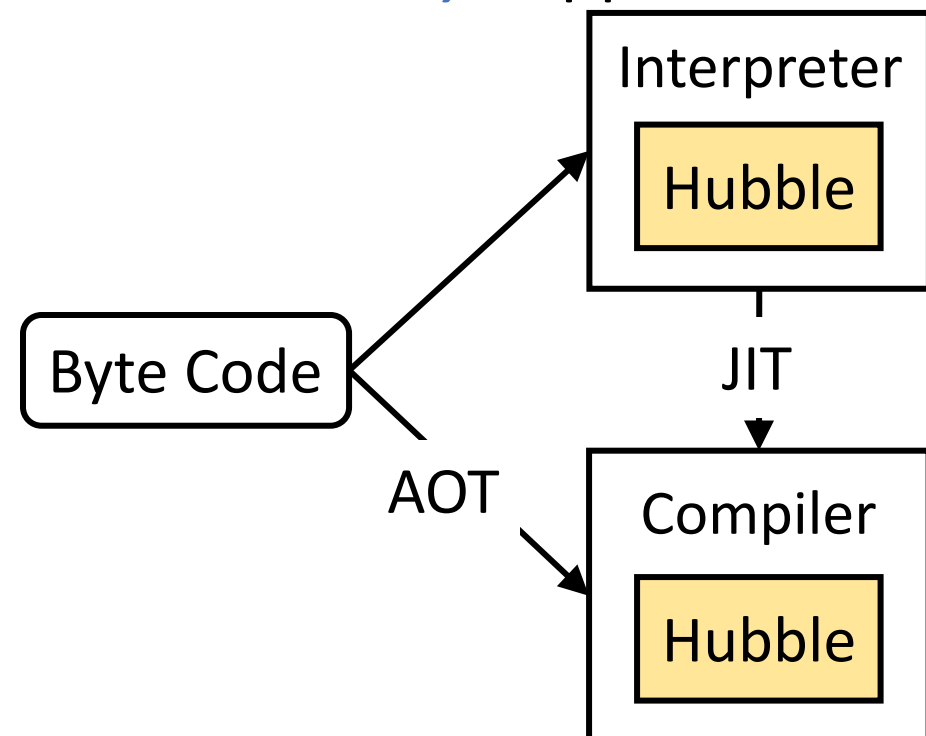 Interpreter
Hubble
Byte Code
JIT
AOT
Compiler
Hubble